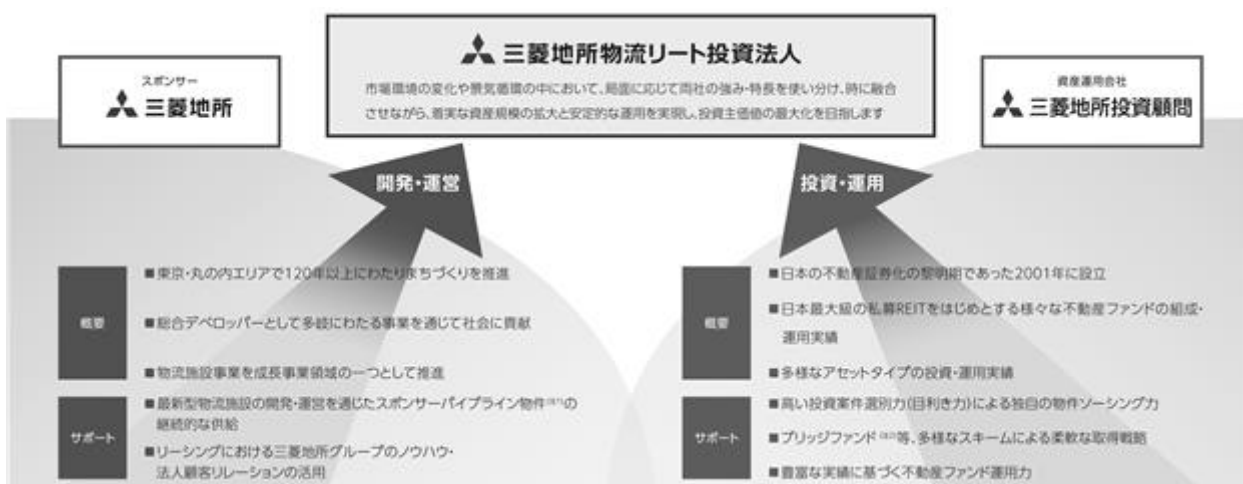 三菱地所物流リート投資法人
市場環境の変化や景気循環の中において、局面に応じて両社の強み・特長を使い分け、時に融合
させながら、着実な資産規模の拡大と安定的な運用を実現し、投資主価値の最大化を目指します
スポンサー
三菱地所
資産運用会社
三菱地所投資顧問
開発・運営
投資・運用
概要
■東京・丸の内エリアで120年以上にわたりまちづくりを推進
■総合デベロッパーとして多岐にわたる事業を通じて社会に貢献
■物流施設事業を成長事業領域の一つとして推進
サポート
■最新型物流施設の開発・運営を通じたスポンサーパイプライン物件(注1)の
継続的な供給
■リーシングにおける三菱地所グループのノウハウ・
法人顧客リレーションの活用
概要
■日本の不動産証券化の黎明期であった2001年に設立
■日本最大級の私募REITをはじめとする様々な不動産ファンドの組成・
運用実績
■多様なアセットタイプの投資・運用実績
サポート
■高い投資案件選別力(目利き力)による独自の物件ソーシング力
■ブリッジファンド(注2)等、多様なスキームによる柔軟な取得戦略
■豊富な実績に基づく不動産ファンド運用力